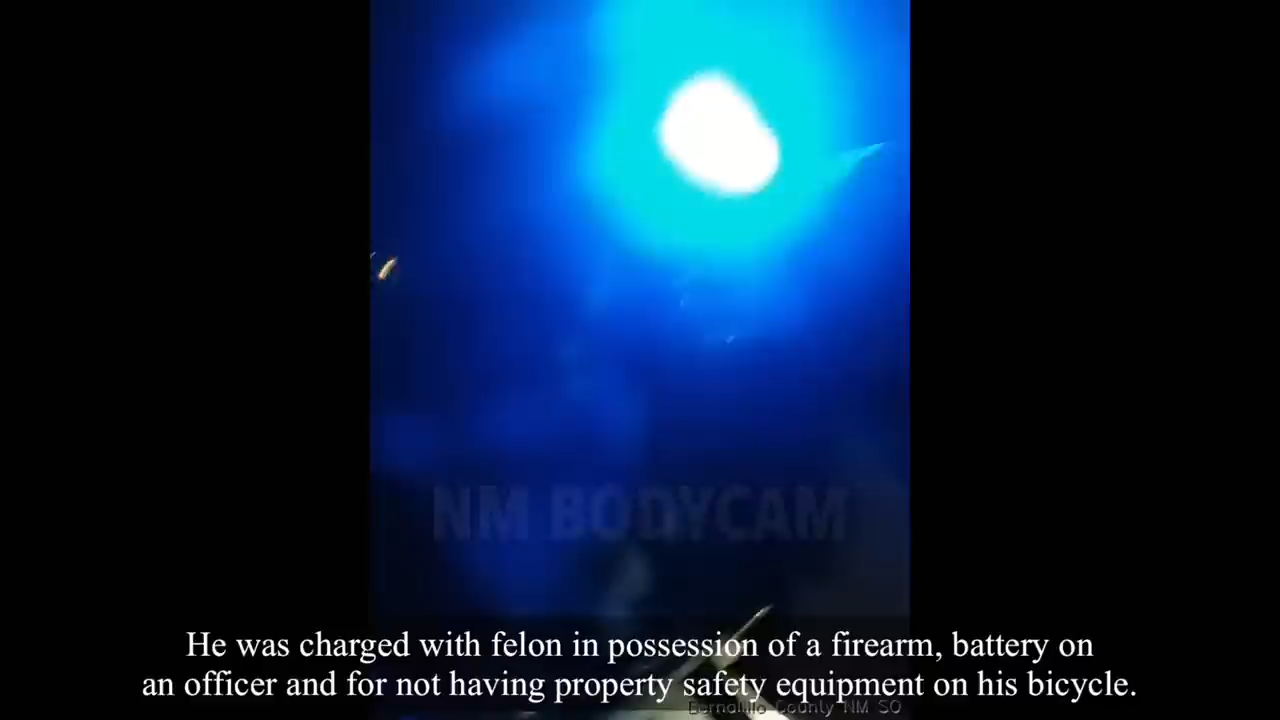 NM BODYCAM
He was charged with felon in possession of a firearm, battery on
an officer and for not having property safety equipment on his bicycle.
Bernalillo County NM SO